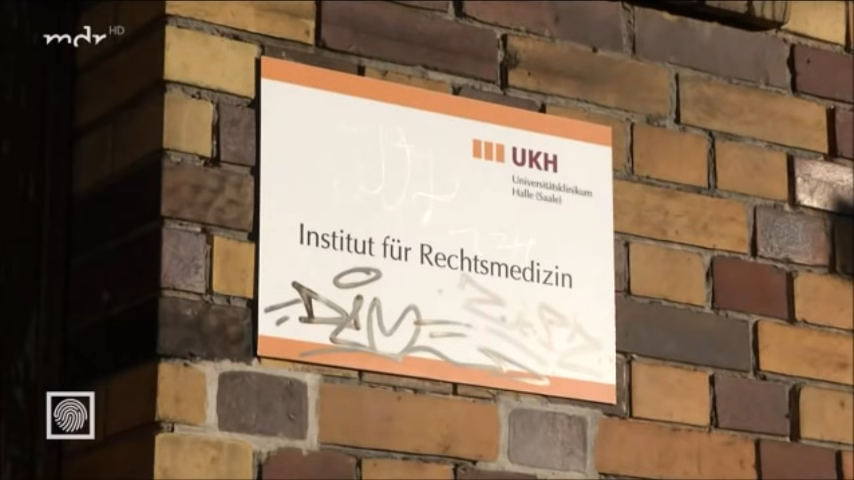 mdr HD
UKH
Universitätsklinikum
Halle (Saale)
Institut für Rechtsmedizin